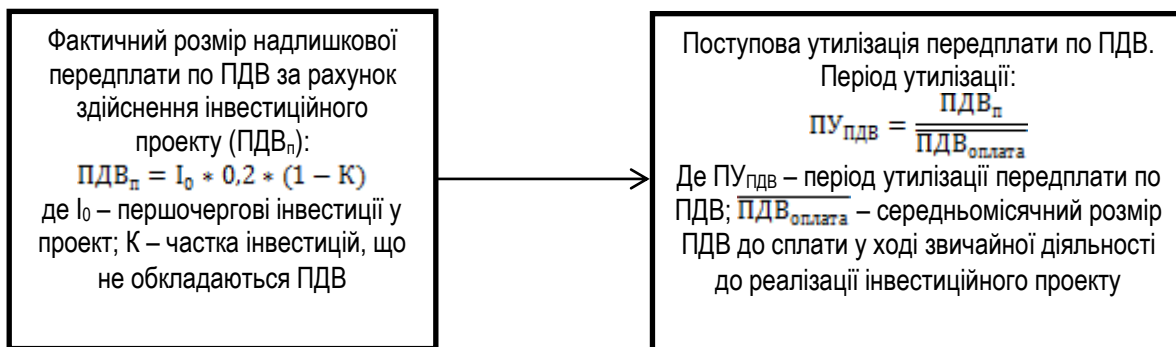 Фактичний розмір надлишкової
передплати по ПДВ за рахунок
здійснення інвестиційного
проекту (ПДВп):
ПДВп = I0 * 0,2 * (1 − К)
де I0 – першочергові інвестиції у
проект; К – частка інвестицій, що
не обкладаються ПДВ
Поступова утилізація передплати по ПДВ.
Період утилізації:
ПУПДВ = ПДВп / ПДВоплата
Де ПУПДВ – період утилізації передплати по
ПДВ; ПДВоплата – середньомісячний розмір
ПДВ до сплати у ході звичайної діяльності
до реалізації інвестиційного проекту